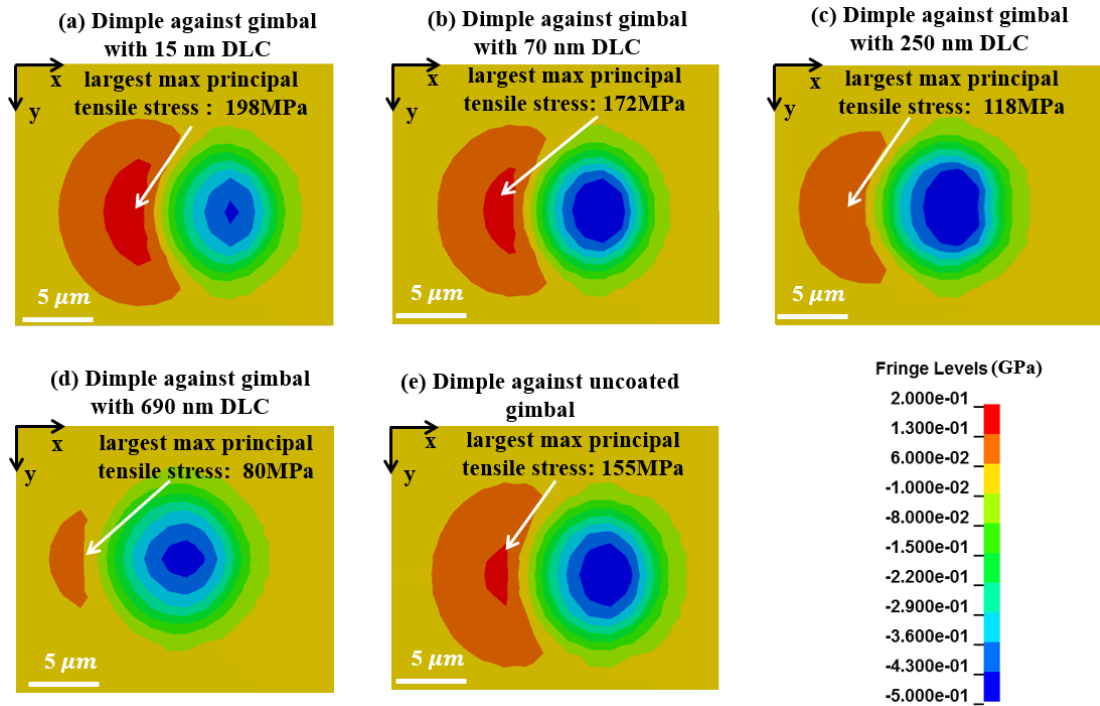 (a) Dimple against gimbal
with 15 nm DLC
x
y
largest max principal
tensile stress : 198MPa
5 μm
(b) Dimple against gimbal
with 70 nm DLC
x
y
largest max principal
tensile stress: 172MPa
5 μm
(c) Dimple against gimbal
with 250 nm DLC
x
y
largest max principal
tensile stress: 118MPa
5 μm
(d) Dimple against gimbal
with 690 nm DLC
x
y
largest max principal
tensile stress: 80MPa
5 μm
(e) Dimple against uncoated
gimbal
x
y
largest max principal
tensile stress: 155MPa
5 μm
Fringe Levels (GPa)
2.000e-01
1.300e-01
6.000e-02
-1.000e-02
-8.000e-02
-1.500e-01
-2.200e-01
-2.900e-01
-3.600e-01
-4.300e-01
-5.000e-01